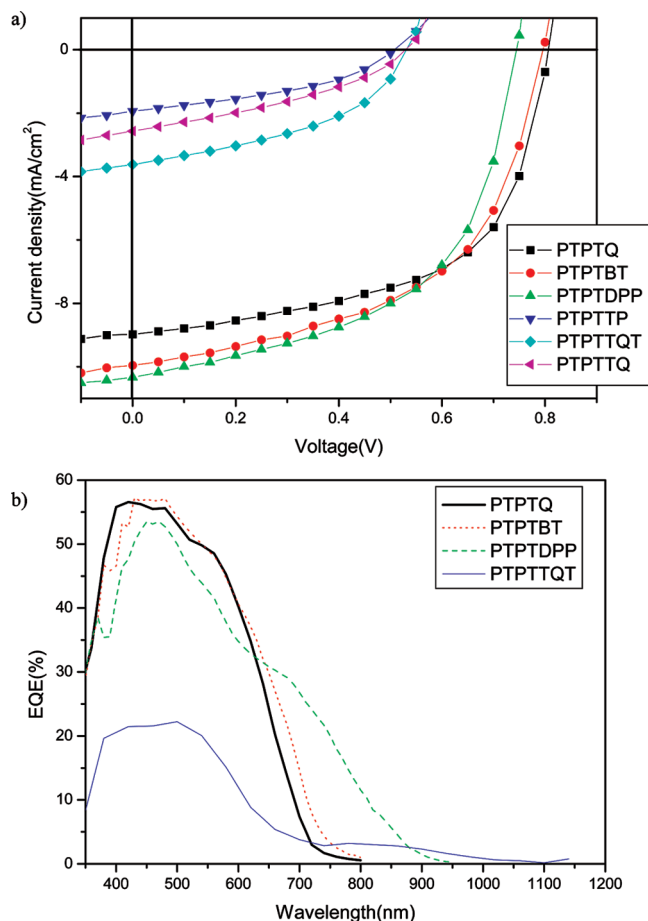 a)
0
-4
-8
Current density(mA/cm²)
PTPTQ
PTPTBT
PTPTDPP
PTPTTP
PTPTTQT
PTPTTQ
0.0 0.2 0.4 0.6 0.8
Voltage(V)
b)
60
50
40
30
20
10
0
EQE(%)
PTPTQ
PTPTBT
PTPTDPP
PTPTTQT
400 500 600 700 800 900 1000 1100 1200
Wavelength(nm)